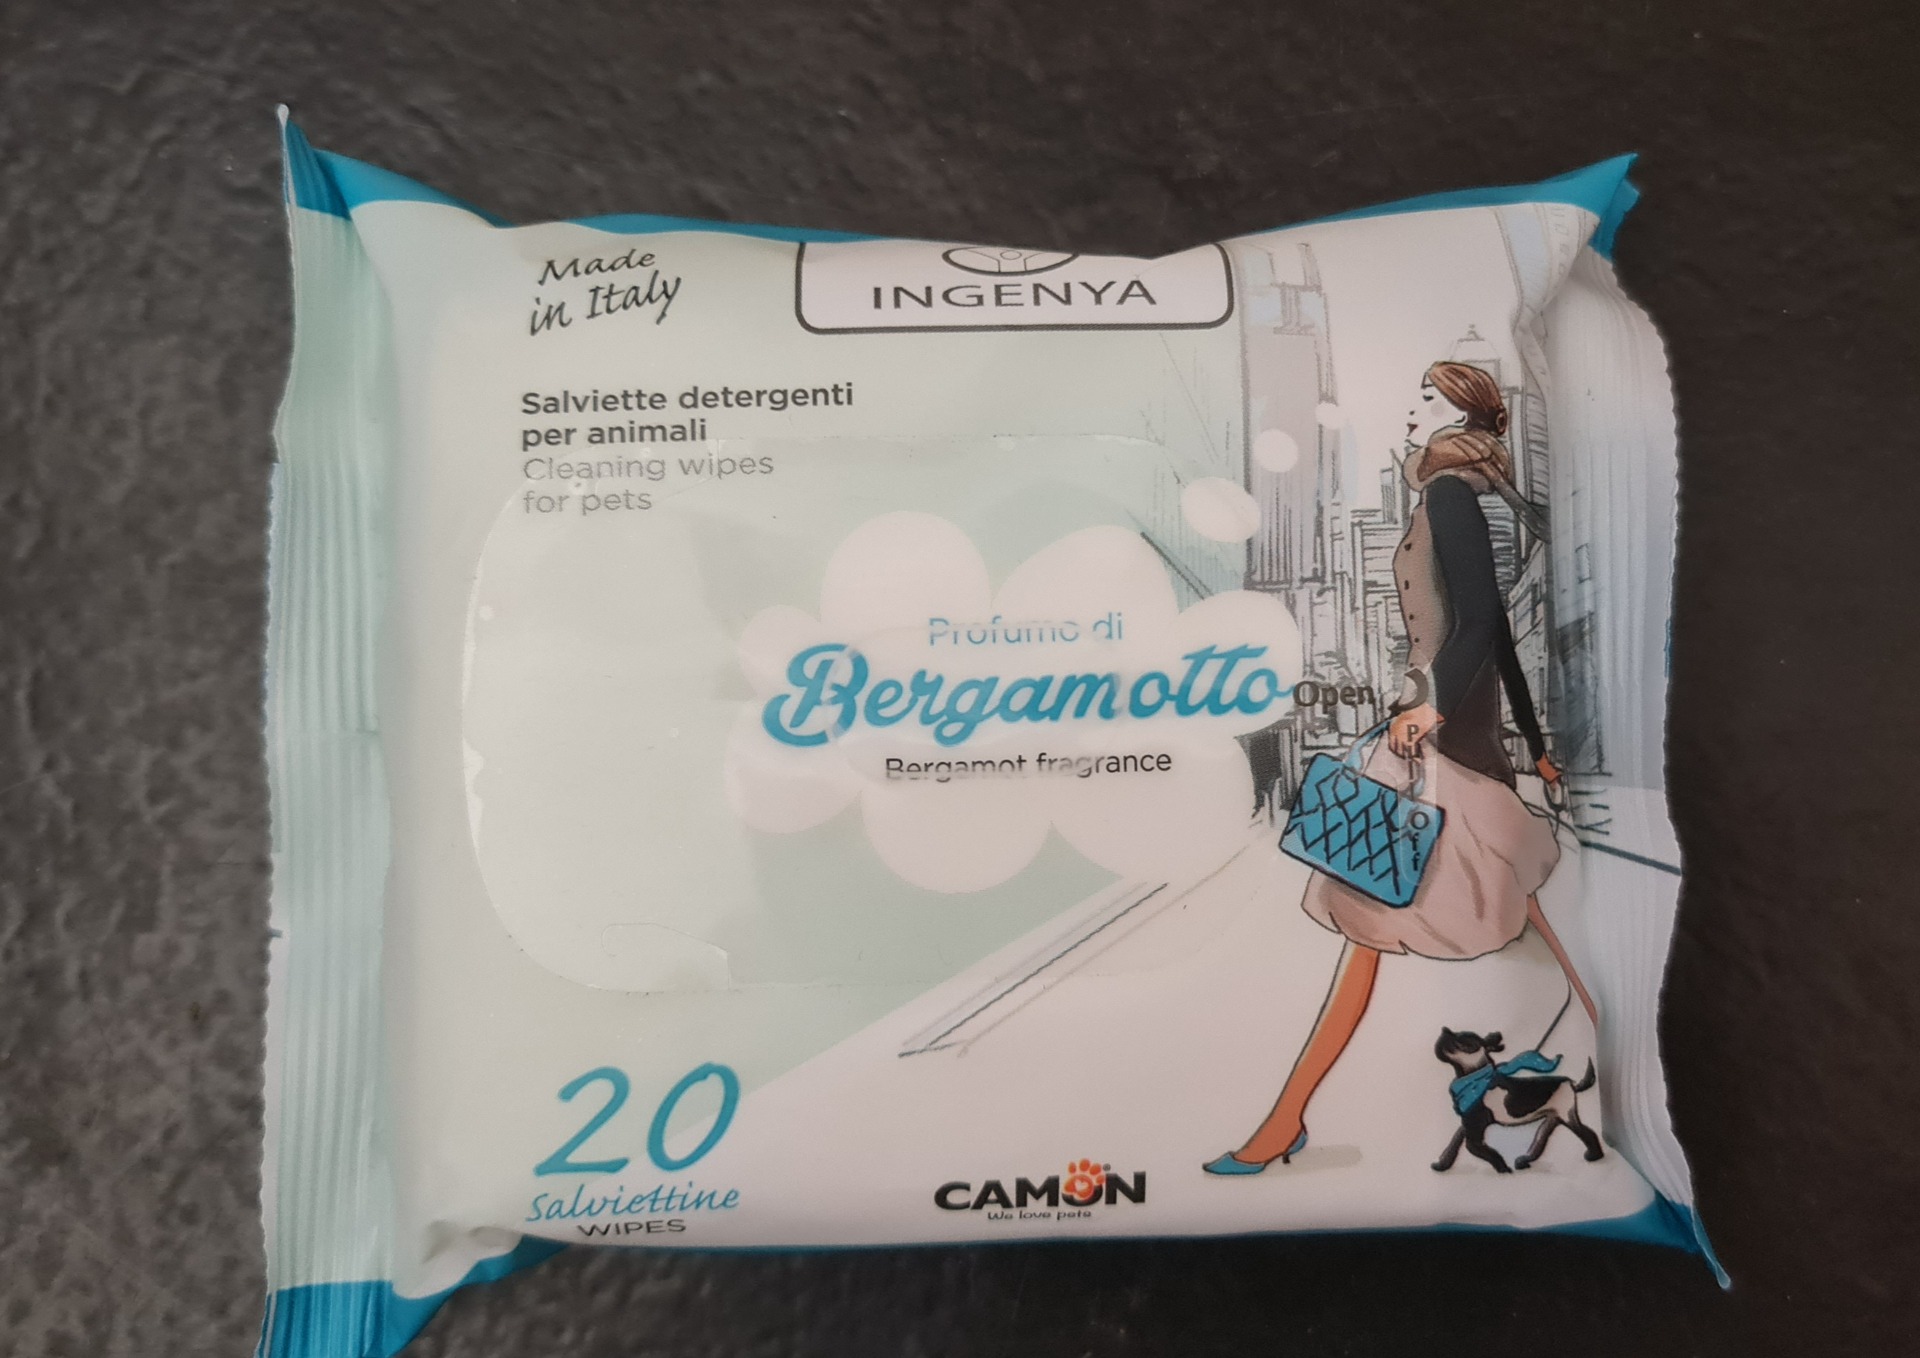 Made
in Italy
INGENYA
Salviette detergenti
per animali
Cleaning wipes
for pets
Profumo di
Bergamotto
Bergamot fragrance
Open
20
Salviettine
WIPES
CAMON
We love pets